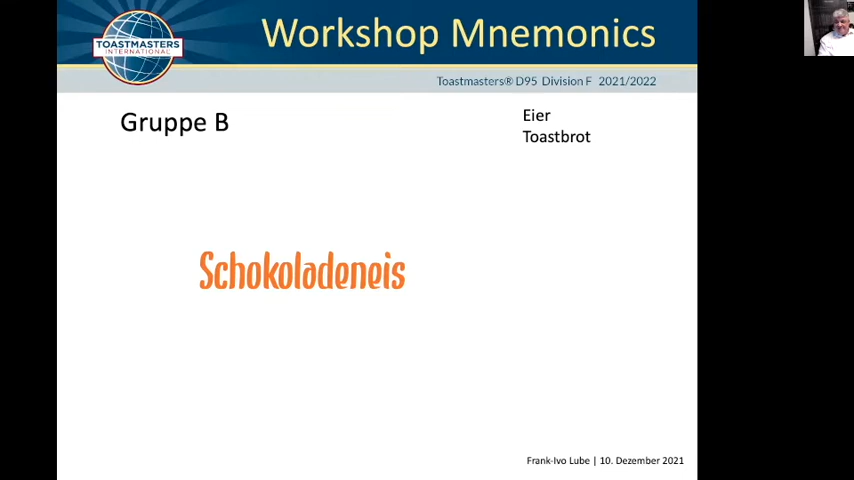 TOASTMASTERS
INTERNATIONAL
Workshop Mnemonics
Toastmasters® D95 Division F 2021/2022
Gruppe B
Eier
Toastbrot
Schokoladeneis
Frank-Ivo Lube | 10. Dezember 2021